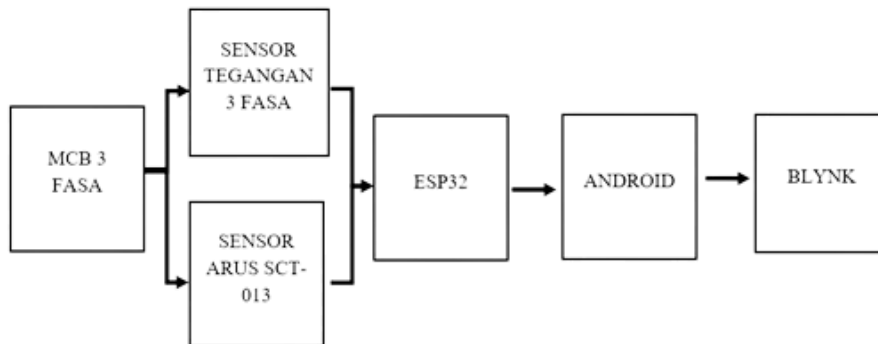 MCB 3
FASA
SENSOR
TEGANGAN
3 FASA
SENSOR
ARUS SCT-
013
ESP32
ANDROID
BLYNK